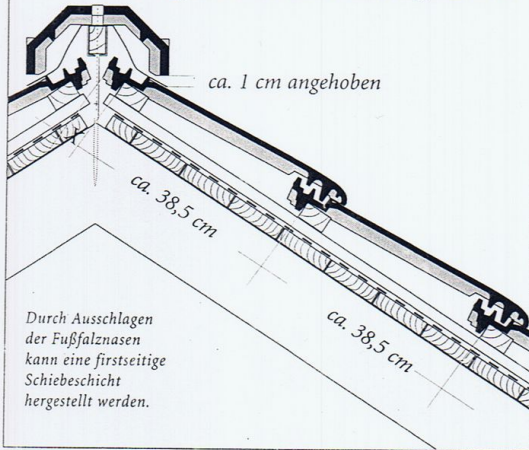 ca. 1 cm angehoben
ca. 38,5 cm
ca. 38,5 cm
Durch Ausschlagen
der Fußfalznasen
kann eine firstseitige
Schiebeschicht
hergestellt werden.